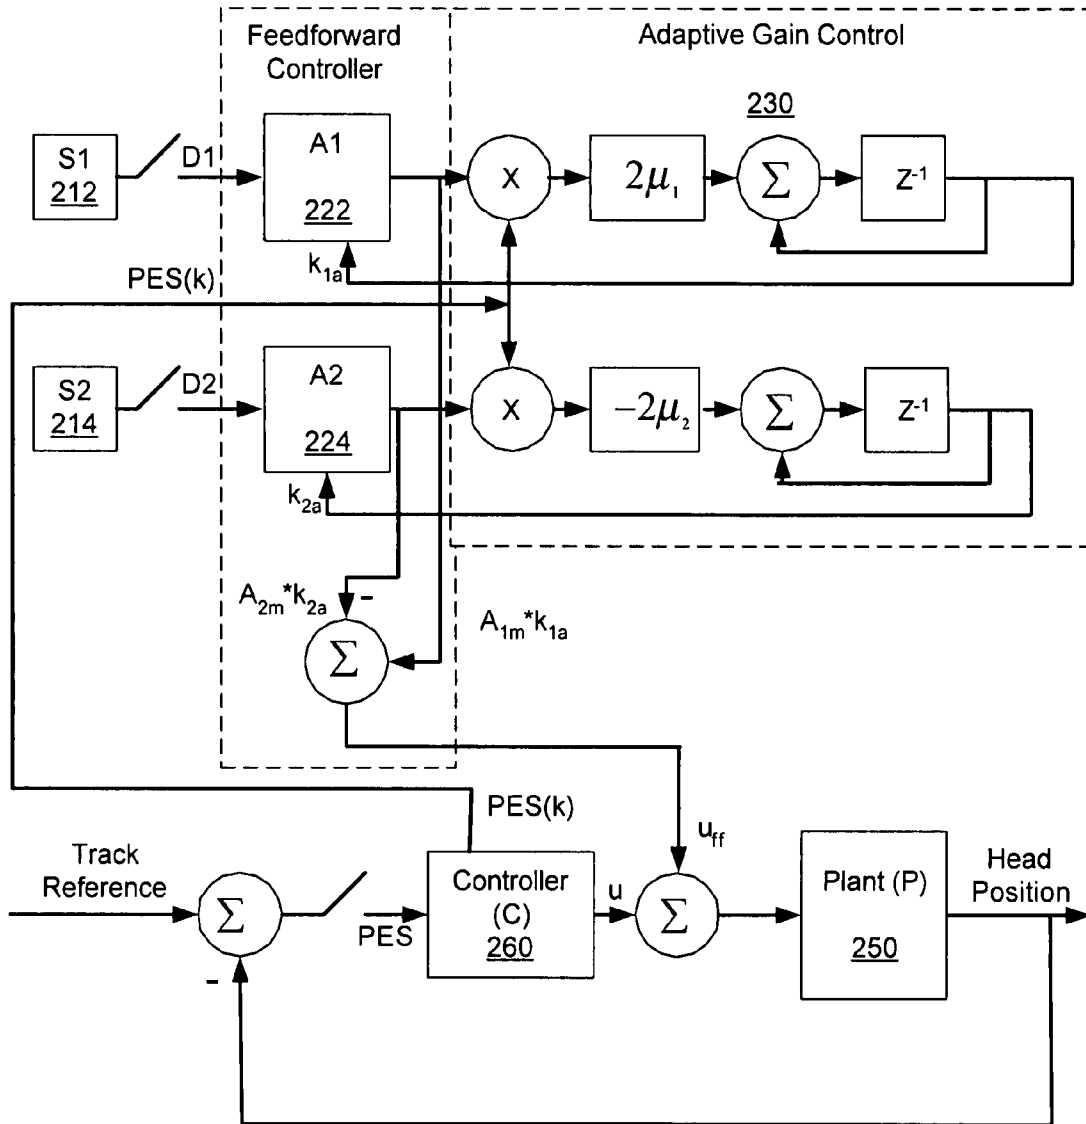 Feedforward
Controller
Adaptive Gain Control
230
S1
212
D1
A1
222
k1a
X
2μ1
Σ
Z-1
PES(k)
S2
214
D2
A2
224
k2a
X
-2μ2
Σ
Z-1
A2m*k2a
-
Σ
A1m*k1a
PES(k)
uff
Track
Reference
Σ
-
PES
Controller
(C)
260
u
Σ
Plant (P)
250
Head
Position